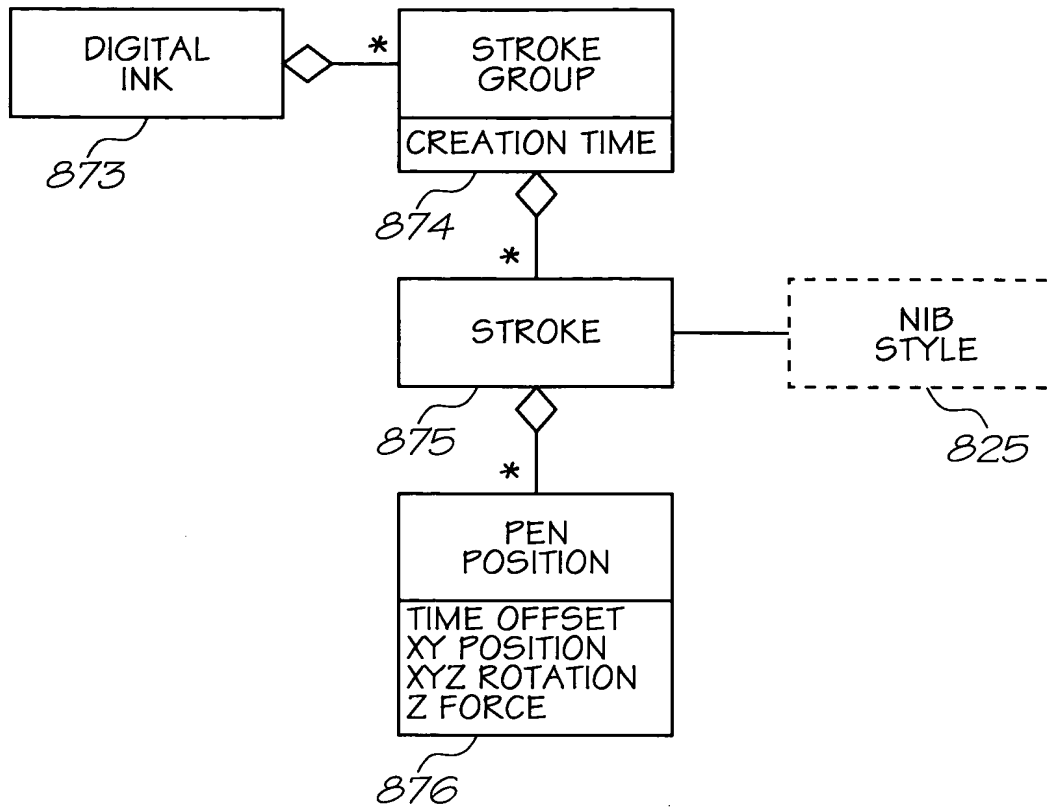 DIGITAL
INK
873
*
STROKE
GROUP
CREATION TIME
874
*
STROKE
875
NIB
STYLE
825
*
PEN
POSITION
TIME OFFSET
XY POSITION
XYZ ROTATION
Z FORCE
876